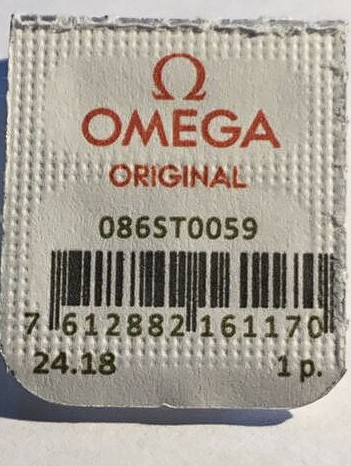 Ω
OMEGA
ORIGINAL
086ST0059
7 612882 161170
24.18 1 p.